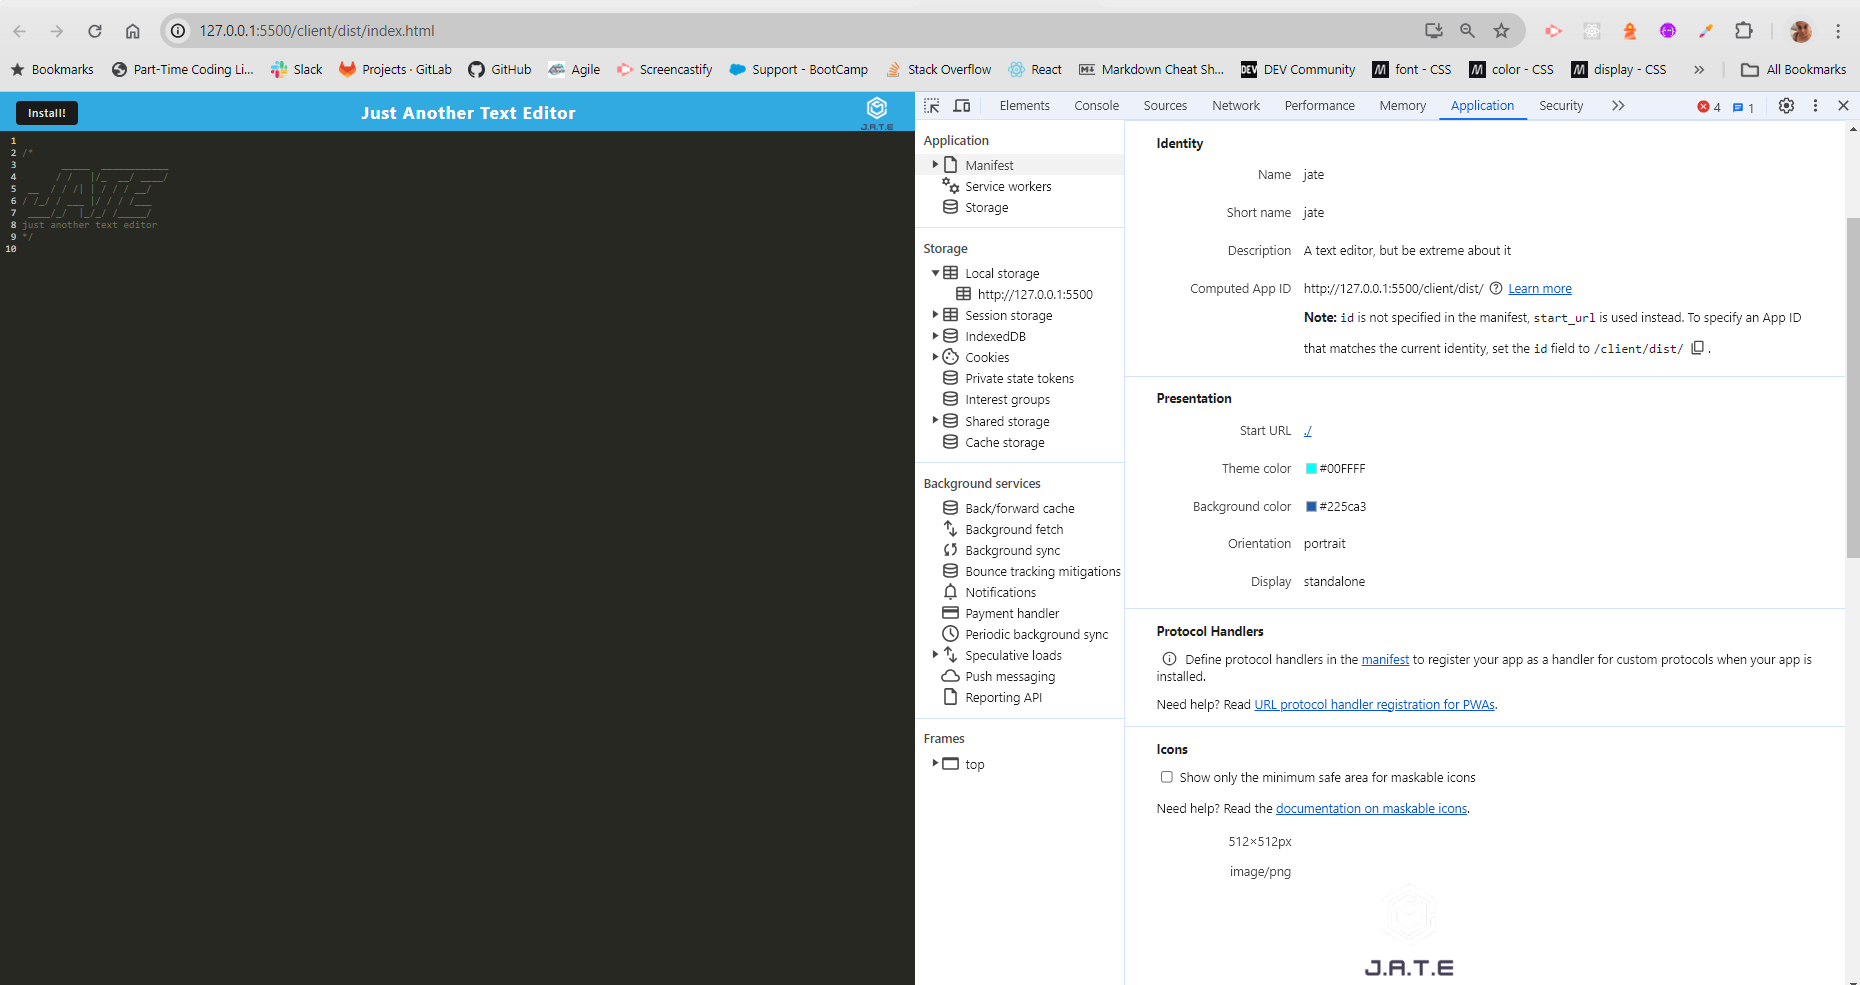 127.0.0.1:5500/client/dist/index.html
Bookmarks Part-Time Coding Li... Slack Projects · GitLab GitHub Agile Screencastify Support - BootCamp Stack Overflow React Markdown Cheat Sh... DEV DEV Community font - CSS color - CSS display - CSS All Bookmarks
Install!
Just Another Text Editor
J.A.T.E
1
2 /*
3 _____ ____________
4 / / |/_ __/ ____/
5 __ / / /| | / / / __/
6 / /_/ / ___ |/ / / /___
7 ____/_/ |_/_/ /_____/
8 just another text editor
9 */
10
Elements Console Sources Network Performance Memory Application Security 4 1
Application
Manifest
Service workers
Storage
Storage
Local storage
http://127.0.0.1:5500
Session storage
IndexedDB
Cookies
Private state tokens
Interest groups
Shared storage
Cache storage
Background services
Back/forward cache
Background fetch
Background sync
Bounce tracking mitigations
Notifications
Payment handler
Periodic background sync
Speculative loads
Push messaging
Reporting API
Frames
top
Identity
Name jate
Short name jate
Description A text editor, but be extreme about it
Computed App ID http://127.0.0.1:5500/client/dist/ Learn more
Note: id is not specified in the manifest, start_url is used instead. To specify an App ID
that matches the current identity, set the id field to /client/dist/ .
Presentation
Start URL ./
Theme color #00FFFF
Background color #225ca3
Orientation portrait
Display standalone
Protocol Handlers
Define protocol handlers in the manifest to register your app as a handler for custom protocols when your app is
installed.
Need help? Read URL protocol handler registration for PWAs.
Icons
Show only the minimum safe area for maskable icons
Need help? Read the documentation on maskable icons.
512×512px
image/png
J.A.T.E